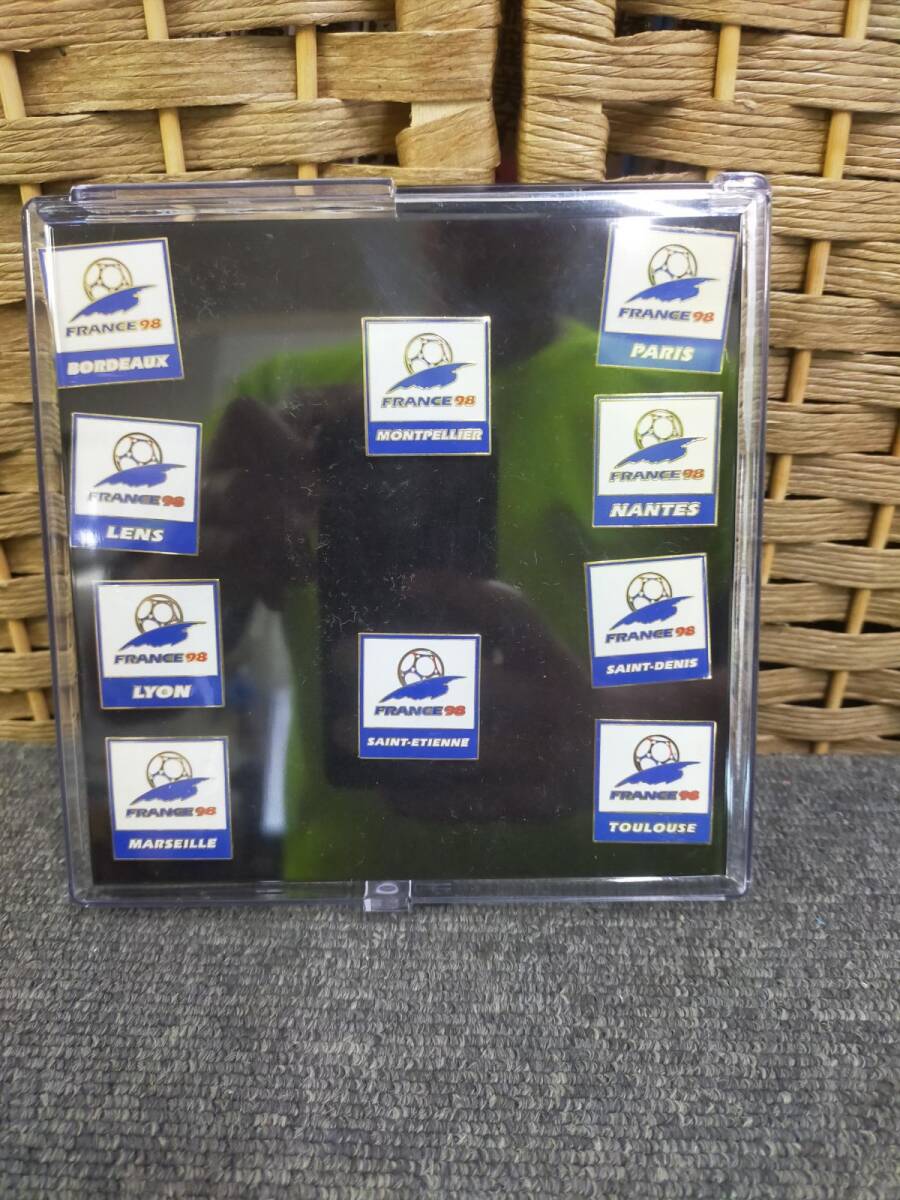 FRANCE 98
BORDEAUX
FRANCE 98
LENS
FRANCE 98
LYON
FRANCE 98
MARSEILLE
FRANCE 98
MONTPELLIER
FRANCE 98
SAINT-ETIENNE
FRANCE 98
PARIS
FRANCE 98
NANTES
FRANCE 98
SAINT-DENIS
FRANCE 98
TOULOUSE